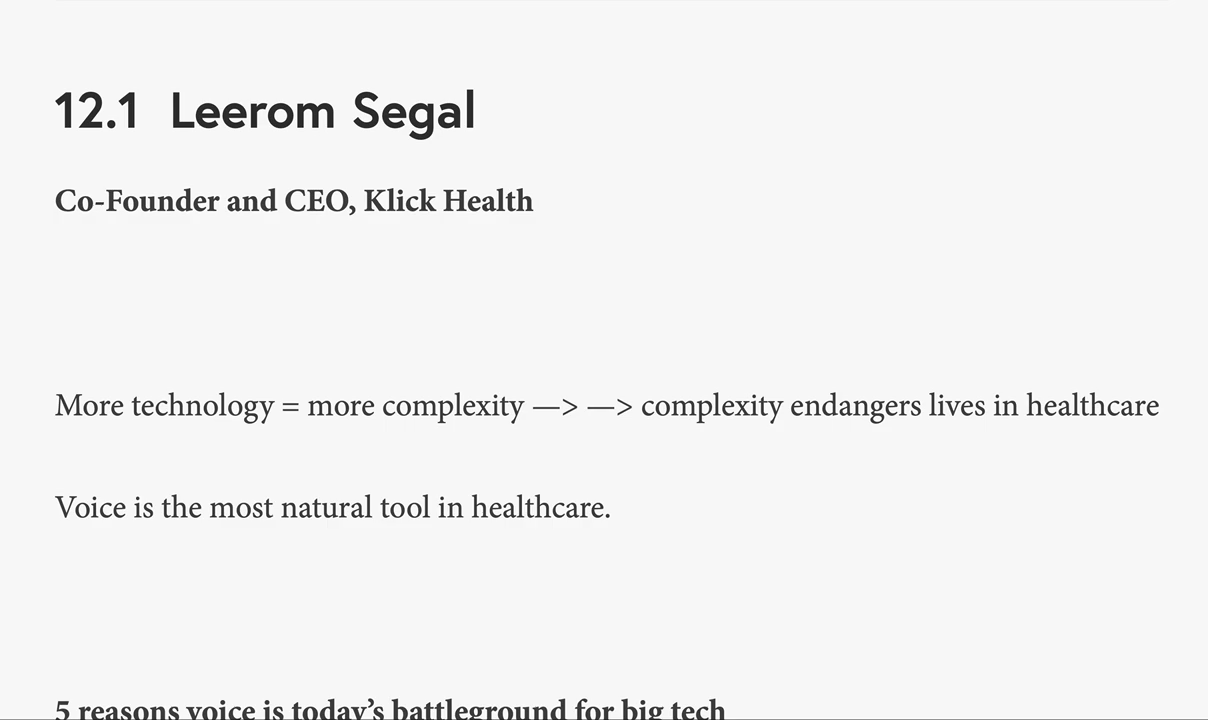 12.1 Leerom Segal
Co-Founder and CEO, Klick Health
More technology = more complexity —> —> complexity endangers lives in healthcare
Voice is the most natural tool in healthcare.
5 reasons voice is today’s battleground for big tech